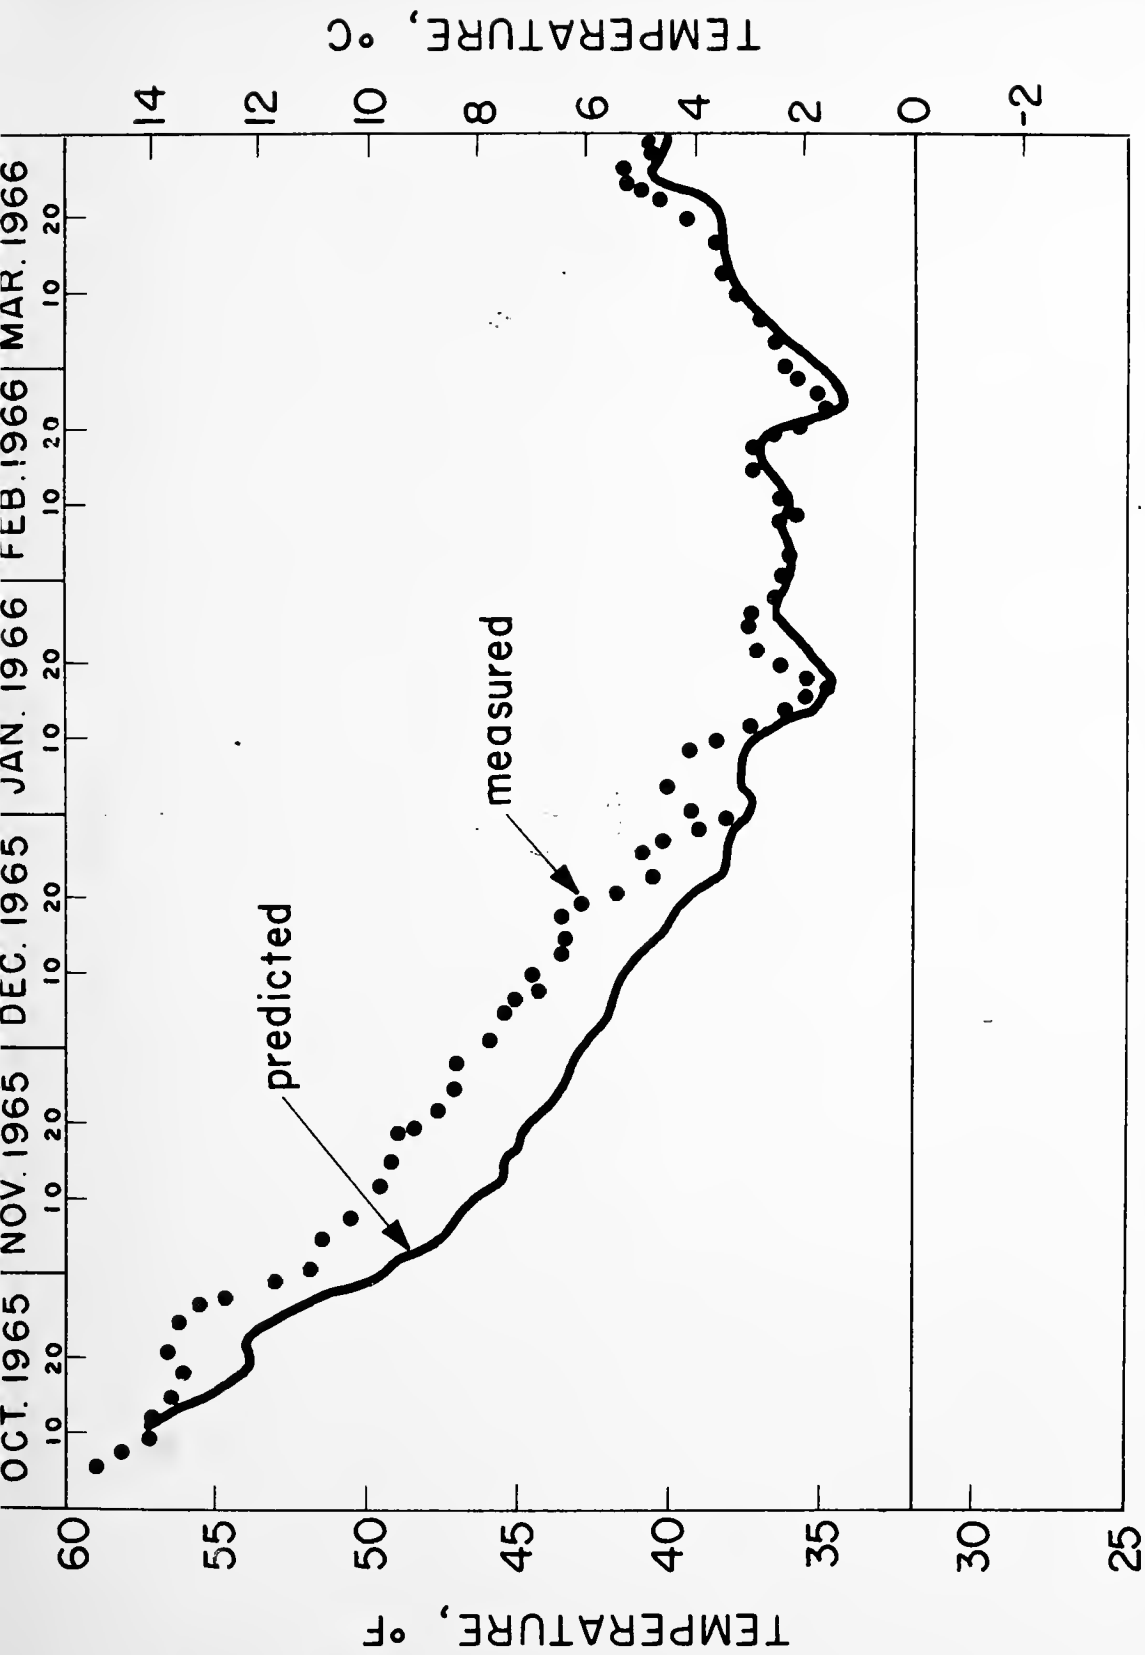 OCT. 1965 | NOV. 1965 | DEC. 1965 | JAN. 1966 | FEB. 1966 | MAR. 1966
10 20 10 20 10 20 10 20 10 20 10 20
TEMPERATURE, °F
60
55
50
45
40
35
30
25
predicted
measured
14
12
10
8
6
4
2
0
-2
TEMPERATURE, °C